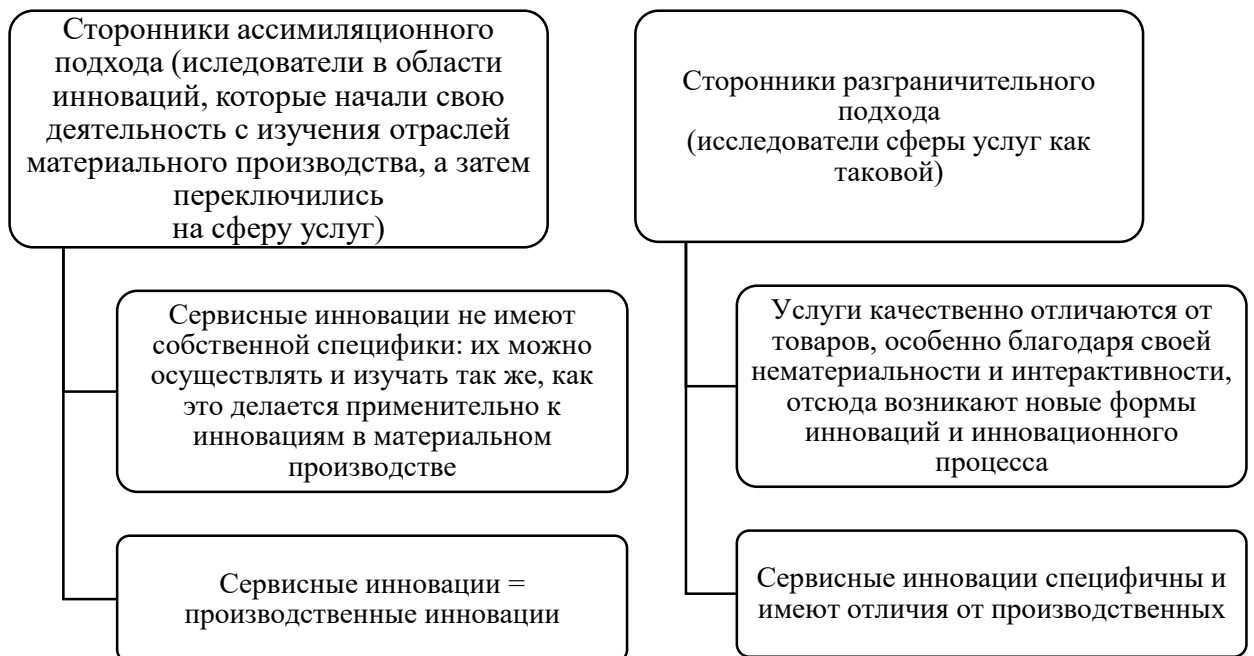 Сторонники ассимиляционного
подхода (иследователи в области
инноваций, которые начали свою
деятельность с изучения отраслей
материального производства, а затем
переключились
на сферу услуг)
Сервисные инновации не имеют
собственной специфики: их можно
осуществлять и изучать так же, как
это делается применительно к
инновациям в материальном
производстве
Сервисные инновации =
производственные инновации
Сторонники разграничительного
подхода
(исследователи сферы услуг как
таковой)
Услуги качественно отличаются от
товаров, особенно благодаря своей
нематериальности и интерактивности,
отсюда возникают новые формы
инноваций и инновационного
процесса
Сервисные инновации специфичны и
имеют отличия от производственных